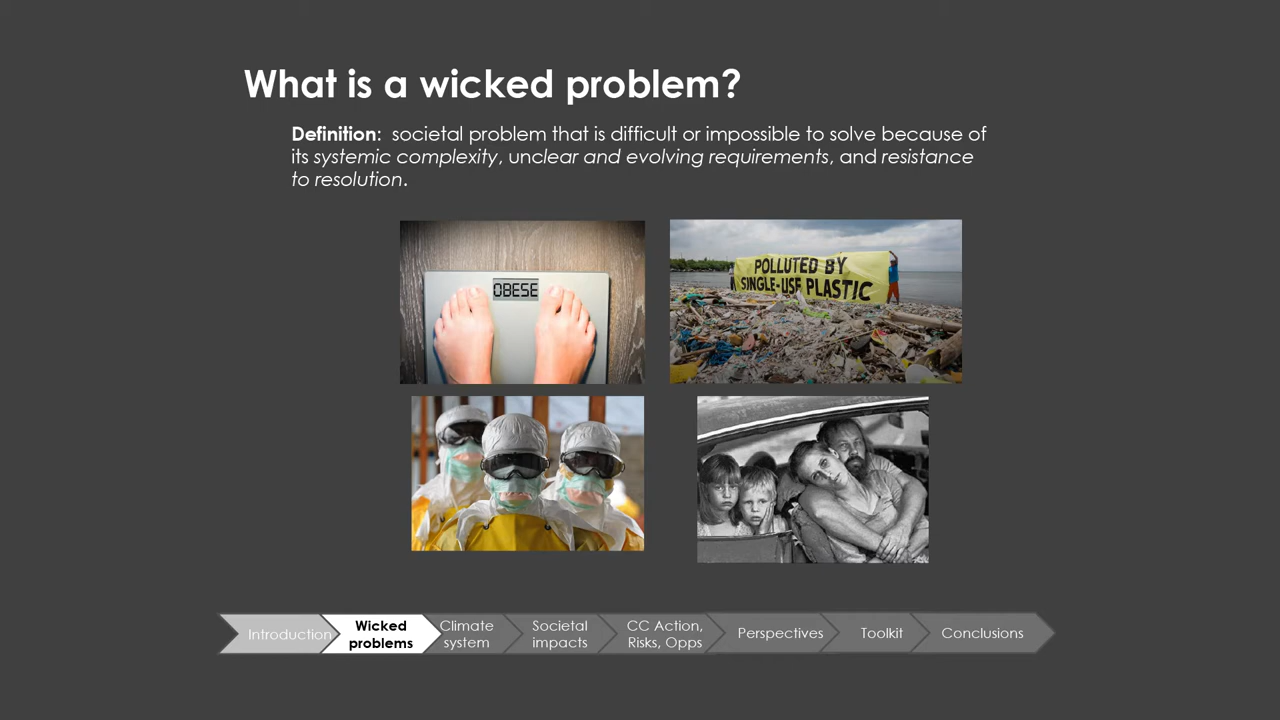 What is a wicked problem?
Definition:  societal problem that is difficult or impossible to solve because of
its systemic complexity, unclear and evolving requirements, and resistance
to resolution.
OBESE
POLLUTED BY
SINGLE-USE PLASTIC
Introduction
Wicked
problems
Climate
system
Societal
impacts
CC Action,
Risks, Opps
Perspectives
Toolkit
Conclusions